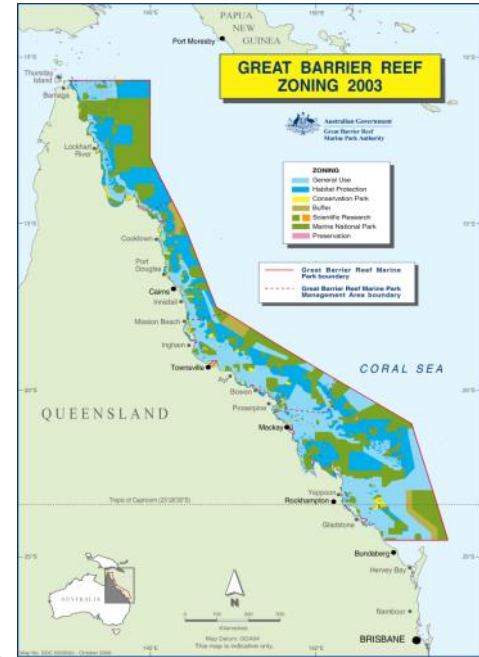 PAPUA
NEW
GUINEA
Port Moresby
GREAT BARRIER REEF
ZONING 2003
Thursday
Island
Bamaga
Australian Government
Great Barrier Reef
Marine Park Authority
Lockhart
River
ZONING
General Use
Habitat Protection
Conservation Park
Buffer
Scientific Research
Marine National Park
Preservation
Cooktown
Port
Douglas
Great Barrier Reef Marine
Park boundary
Great Barrier Reef Marine Park
Management Area boundary
Cairns
Innisfail
Mission Beach
Ingham
Townsville
CORAL SEA
Ayr
Bowen
Proserpine
QUEENSLAND
Mackay
Tropic of Capricorn
Yeppoon
Rockhampton
Gladstone
Bundaberg
Hervey Bay
Nambour
BRISBANE
AUSTRALIA
N
Kilometres
Map Datum: GDA94
This map is indicative only.